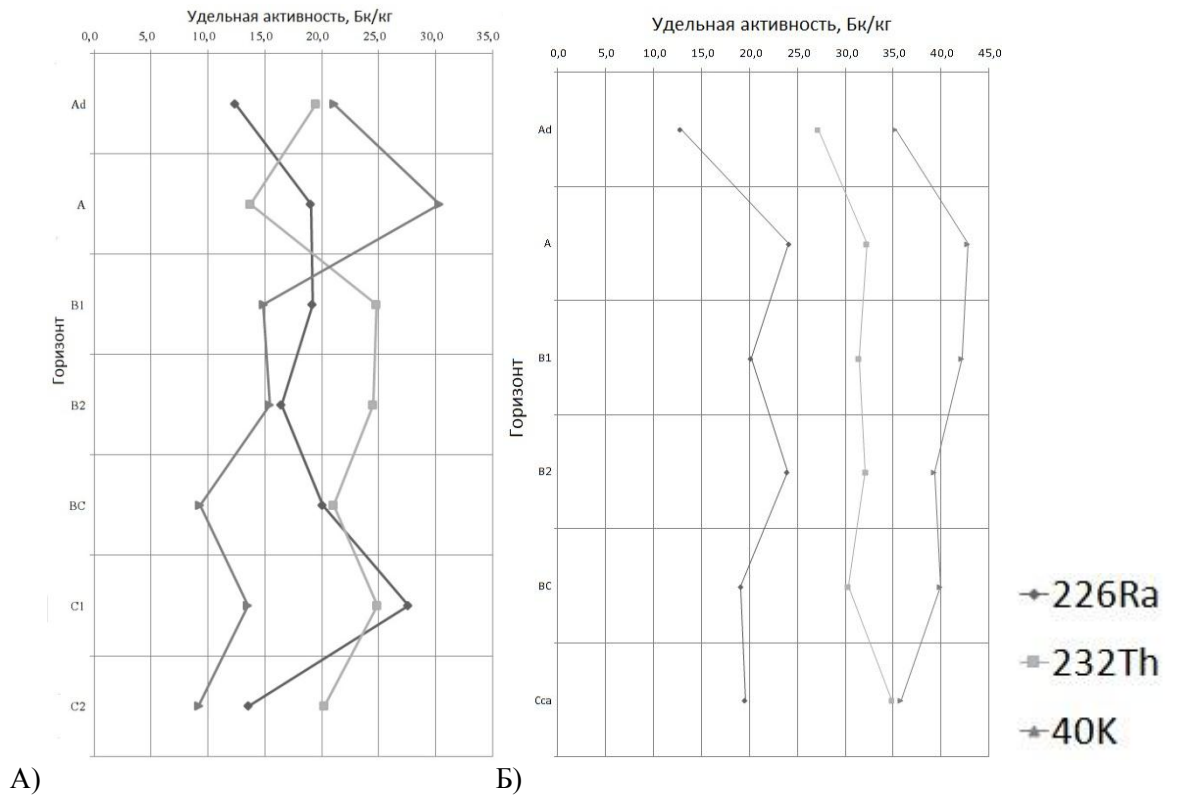 Удельная активность, Бк/кг
0,0 5,0 10,0 15,0 20,0 25,0 30,0 35,0
Ad
A
B1
B2
BC
C1
C2
Горизонт
А)
Удельная активность, Бк/кг
0,0 5,0 10,0 15,0 20,0 25,0 30,0 35,0 40,0 45,0
Ad
A
B1
B2
BC
Cca
Горизонт
Б)
226Ra
232Th
40K